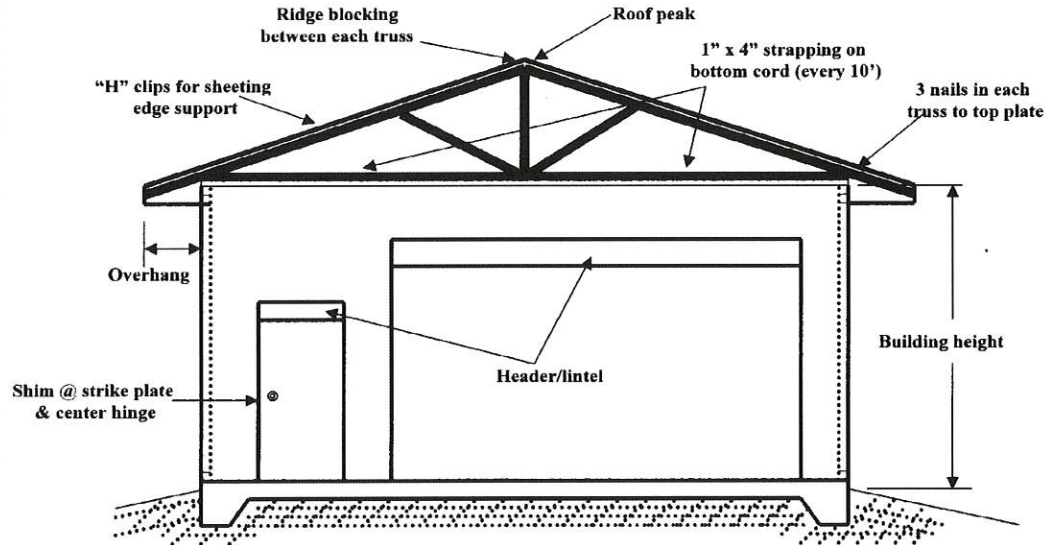 Ridge blocking
between each truss
Roof peak
1” x 4” strapping on
bottom cord (every 10’)
“H” clips for sheeting
edge support
3 nails in each
truss to top plate
Overhang
Header/lintel
Building height
Shim @ strike plate
& center hinge